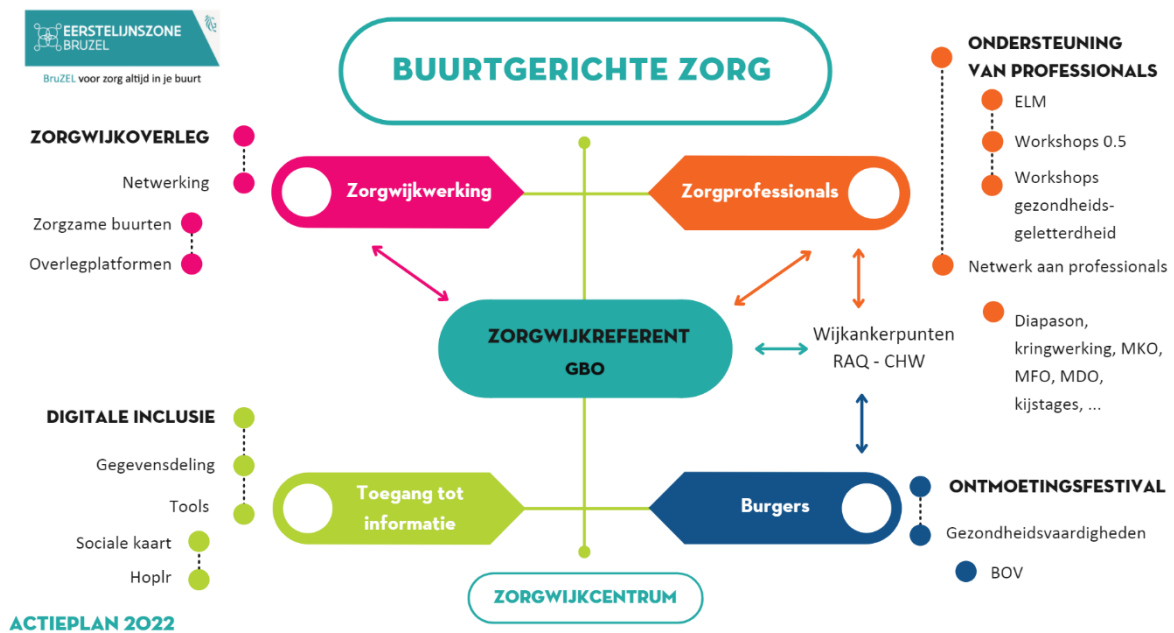 EERSTELIJNSZONE
BRUZEL
BruZEL voor zorg altijd in je buurt
BUURTGERICHTE ZORG
ZORGWIJKOVERLEG
Netwerking
Zorgzame buurten
Overlegplatformen
Zorgwijkwerking
Zorgprofessionals
ONDERSTEUNING
VAN PROFESSIONALS
ELM
Workshops 0.5
Workshops
gezondheids-
geletterdheid
Netwerk aan professionals
Diapason,
kringwerking, MKO,
MFO, MDO,
kijstages, ...
ZORGWIJKREFERENT
GBO
Wijkankerpunten
RAQ - CHW
DIGITALE INCLUSIE
Gegevensdeling
Tools
Sociale kaart
Hoplr
Toegang tot
informatie
Burgers
ONTMOETINGSFESTIVAL
Gezondheidsvaardigheden
BOV
ZORGWIJKCENTRUM
ACTIEPLAN 2022